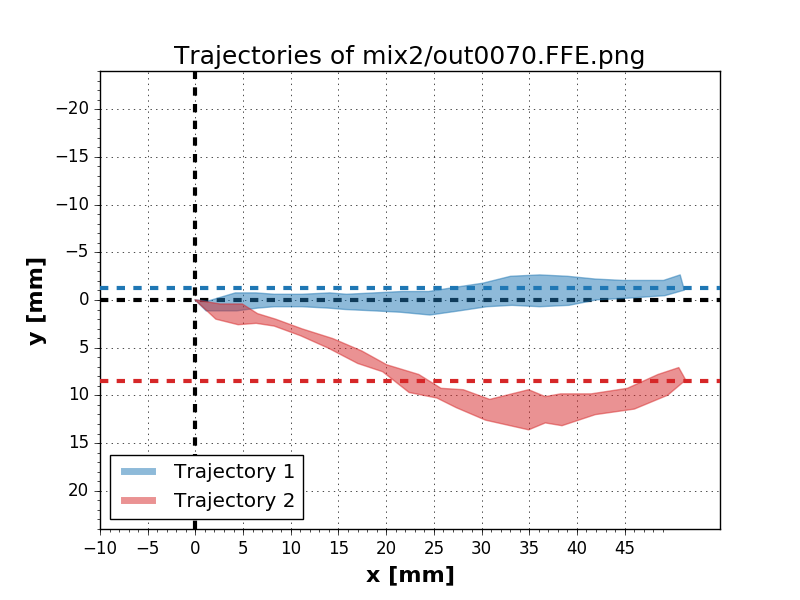 Trajectories of mix2/out0070.FFE.png
y [mm]
−20
−15
−10
−5
0
5
10
15
20
Trajectory 1
Trajectory 2
−10 −5 0 5 10 15 20 25 30 35 40 45
x [mm]